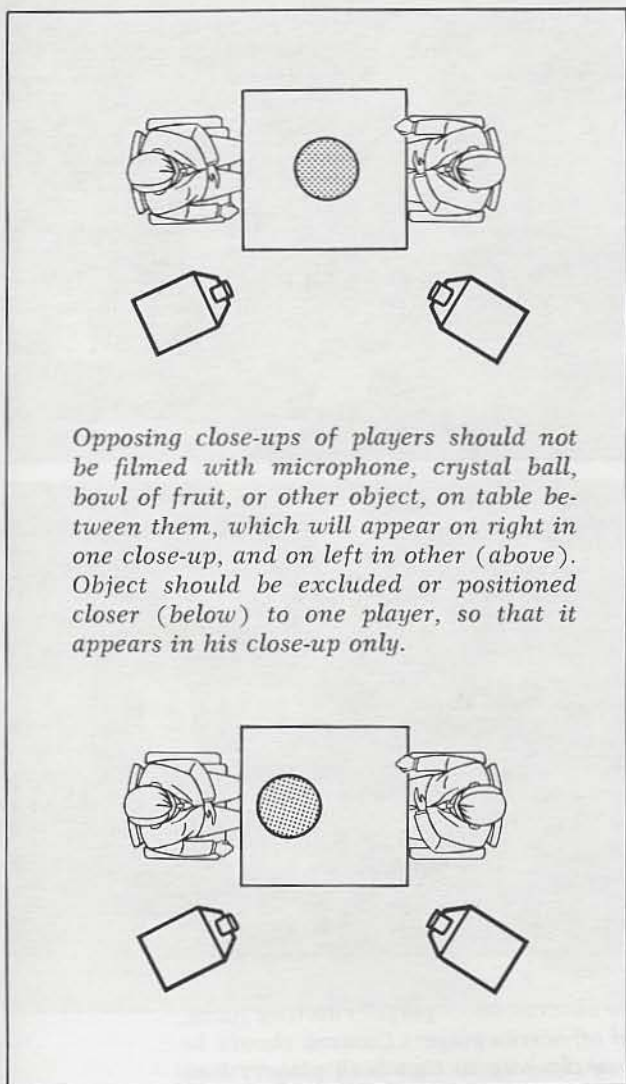 Opposing close-ups of players should not
be filmed with microphone, crystal ball,
bowl of fruit, or other object, on table be-
tween them, which will appear on right in
one close-up, and on left in other (above).
Object should be excluded or positioned
closer (below) to one player, so that it
appears in his close-up only.